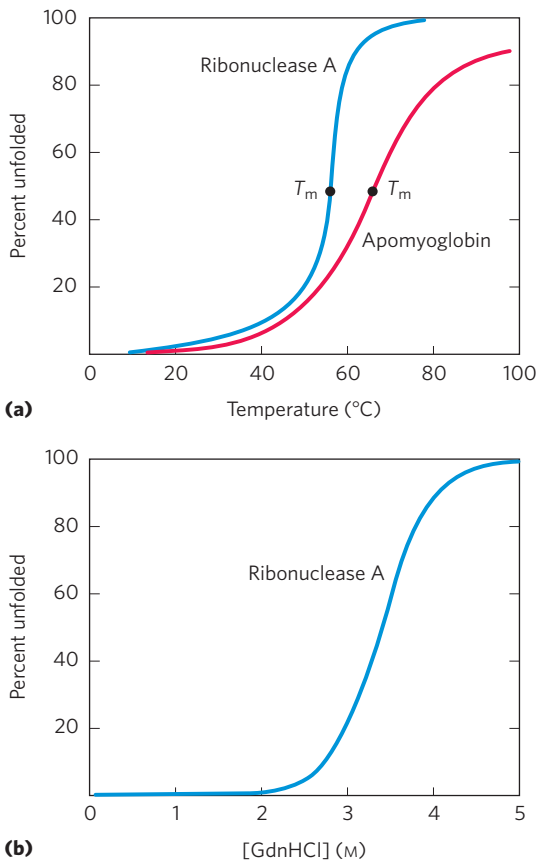 100
80
60
40
20
Percent unfolded
Ribonuclease A
Tm
Tm
Apomyoglobin
0
20
40
60
80
100
(a)
Temperature (°C)
100
80
60
40
20
Percent unfolded
Ribonuclease A
0
1
2
3
4
5
(b)
[GdnHCl] (M)